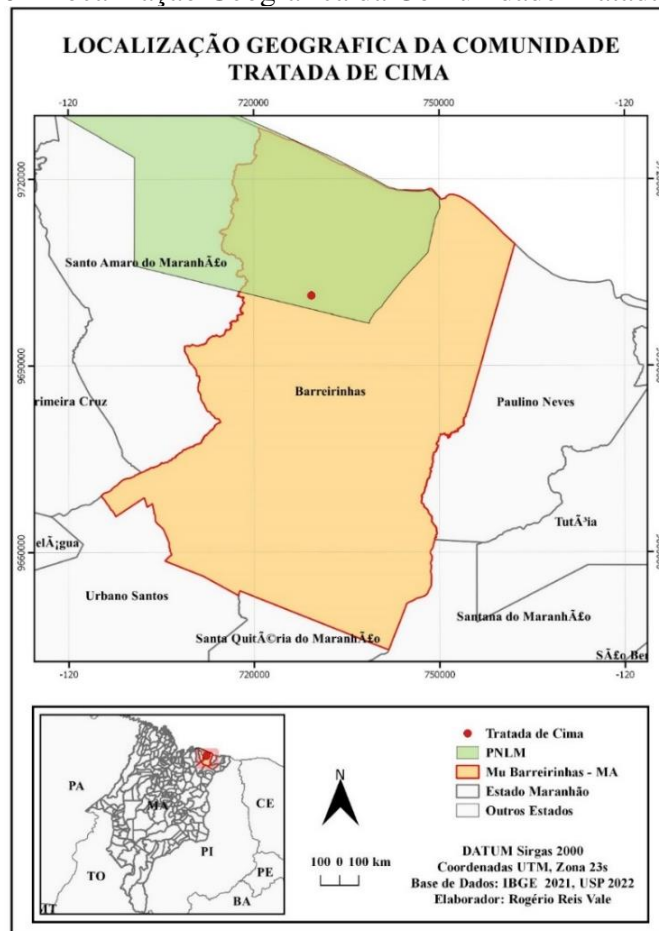 LOCALIZAÇÃO GEOGRAFICA DA COMUNIDADE
TRATADA DE CIMA
-120 720000 750000 -120
9720000
Santo Amaro do MaranhÃ£o
9690000
Barreirinhas
rimeira Cruz
Paulino Neves
TutÃ³ia
9660000
elÃ¡gua
Urbano Santos
Santana do MaranhÃ£o
Santa QuitÃ©ria do MaranhÃ£o
SÃ£o Ber
-120 720000 750000 -120
PA
MA
CE
PI
TO
PE
BA
N
100 0 100 km
Tratada de Cima
PNLM
Mu Barreirinhas - MA
Estado Maranhão
Outros Estados
DATUM Sirgas 2000
Coordenadas UTM, Zona 23s
Base de Dados: IBGE 2021, USP 2022
Elaborador: Rogério Reis Vale